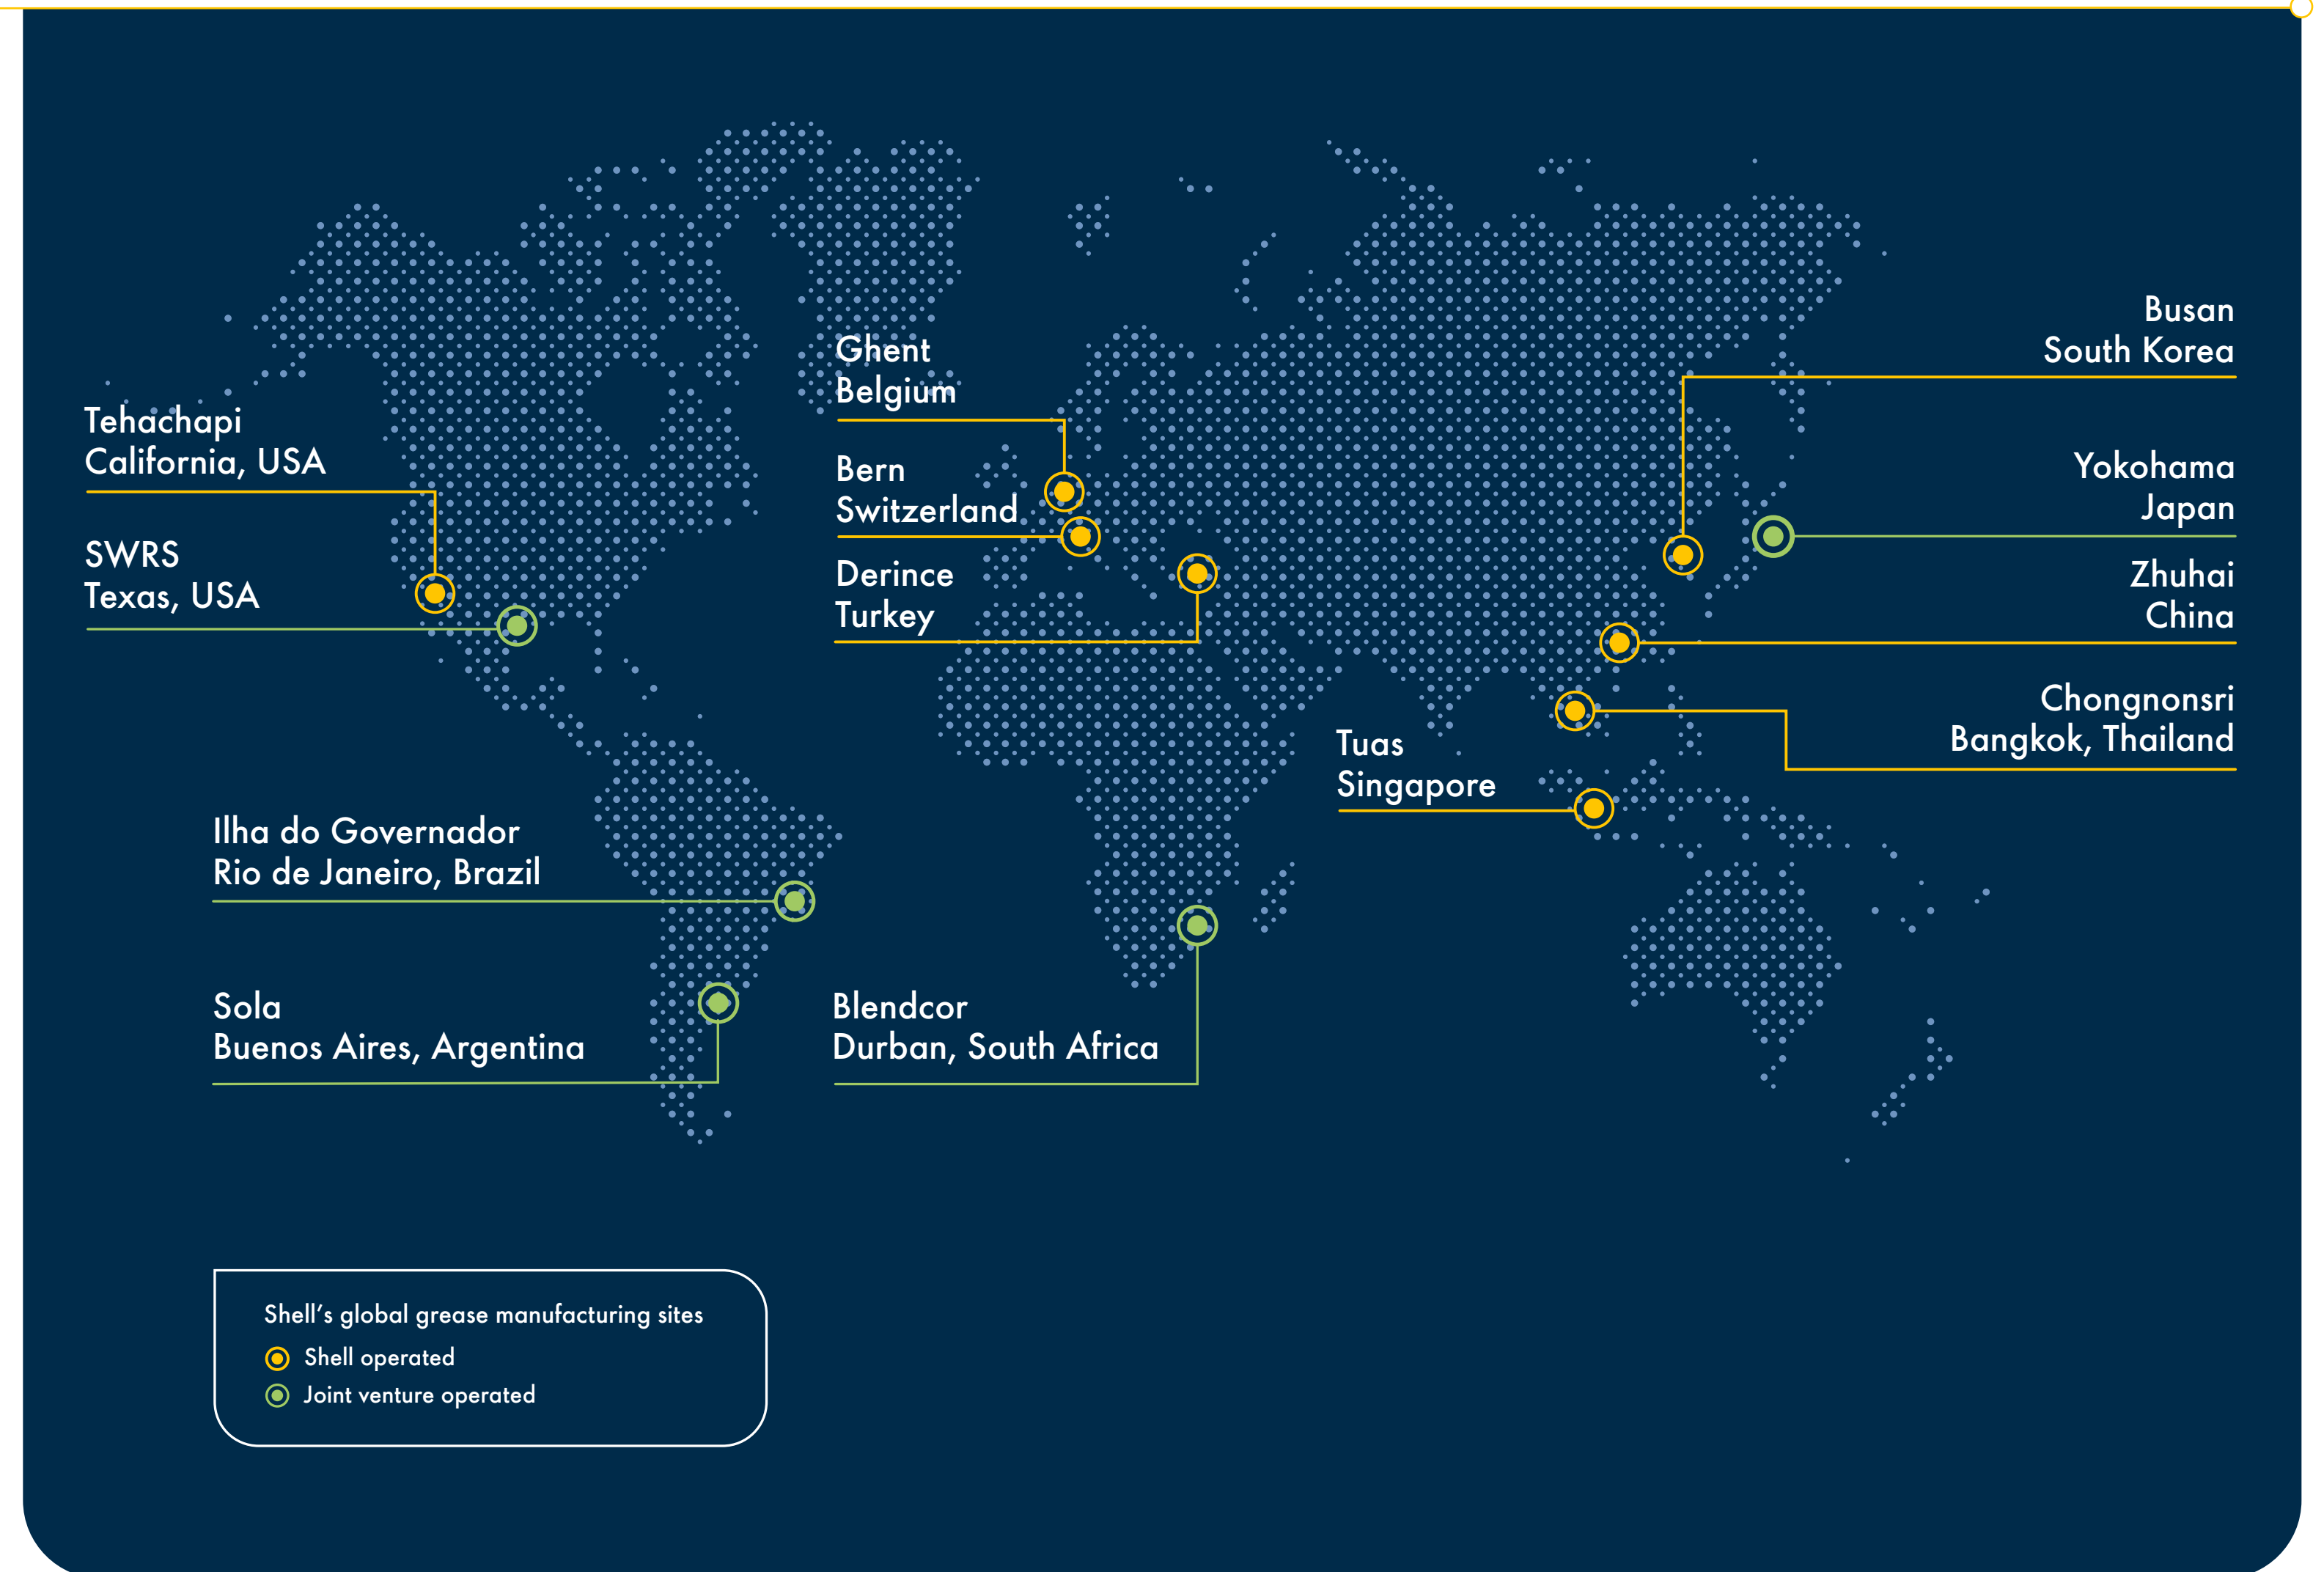 Busan
South Korea
Ghent
Belgium
Tehachapi
California, USA
Bern
Switzerland
Yokohama
Japan
SWRS
Texas, USA
Derince
Turkey
Zhuhai
China
Chongnonsri
Bangkok, Thailand
Tuas
Singapore
Ilha do Governador
Rio de Janeiro, Brazil
Sola
Buenos Aires, Argentina
Blendcor
Durban, South Africa
Shell’s global grease manufacturing sites
Shell operated
Joint venture operated